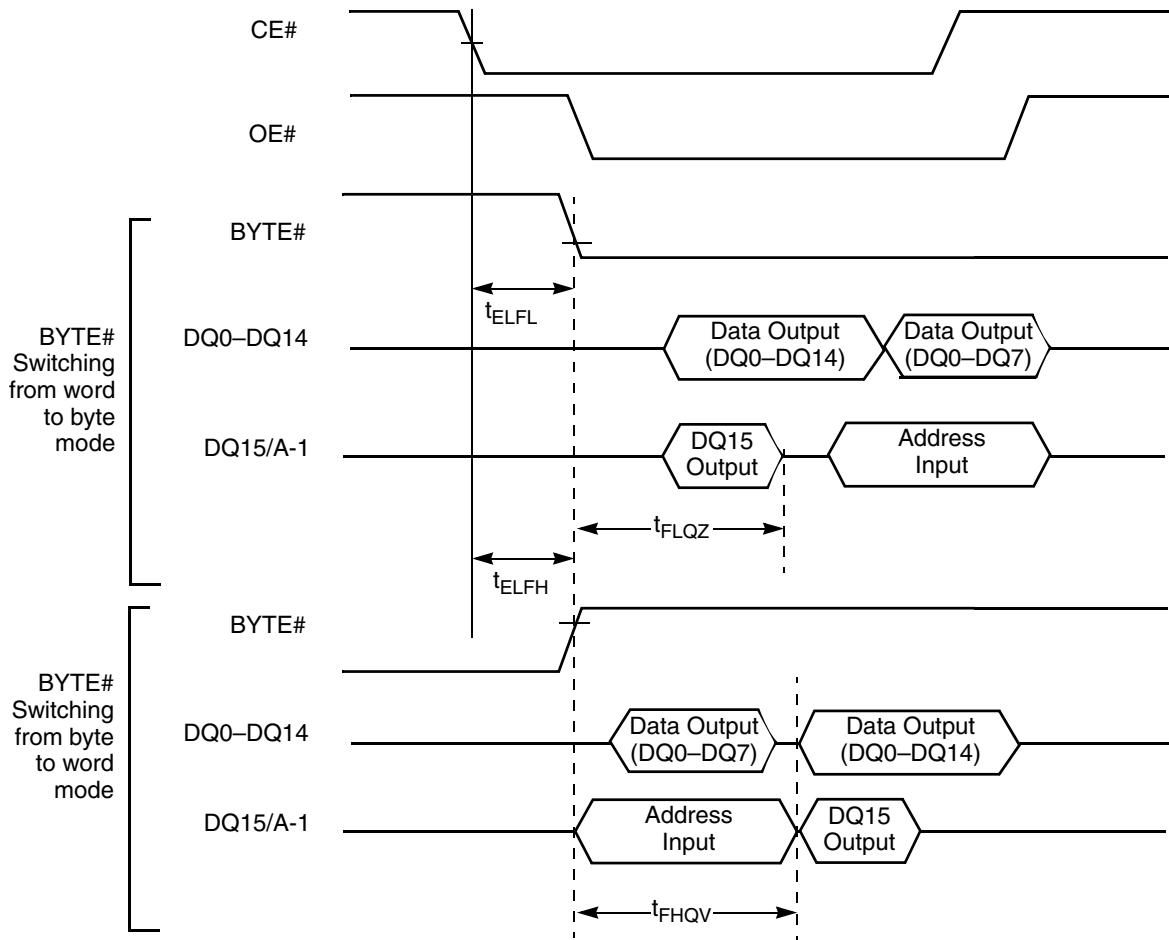 CE#
OE#
BYTE#
tELFL
BYTE#
Switching
from word
to byte
mode
DQ0–DQ14
Data Output
(DQ0–DQ14)
Data Output
(DQ0–DQ7)
DQ15/A-1
DQ15
Output
Address
Input
tFLQZ
tELFH
BYTE#
BYTE#
Switching
from byte
to word
mode
DQ0–DQ14
Data Output
(DQ0–DQ7)
Data Output
(DQ0–DQ14)
DQ15/A-1
Address
Input
DQ15
Output
tFHQV